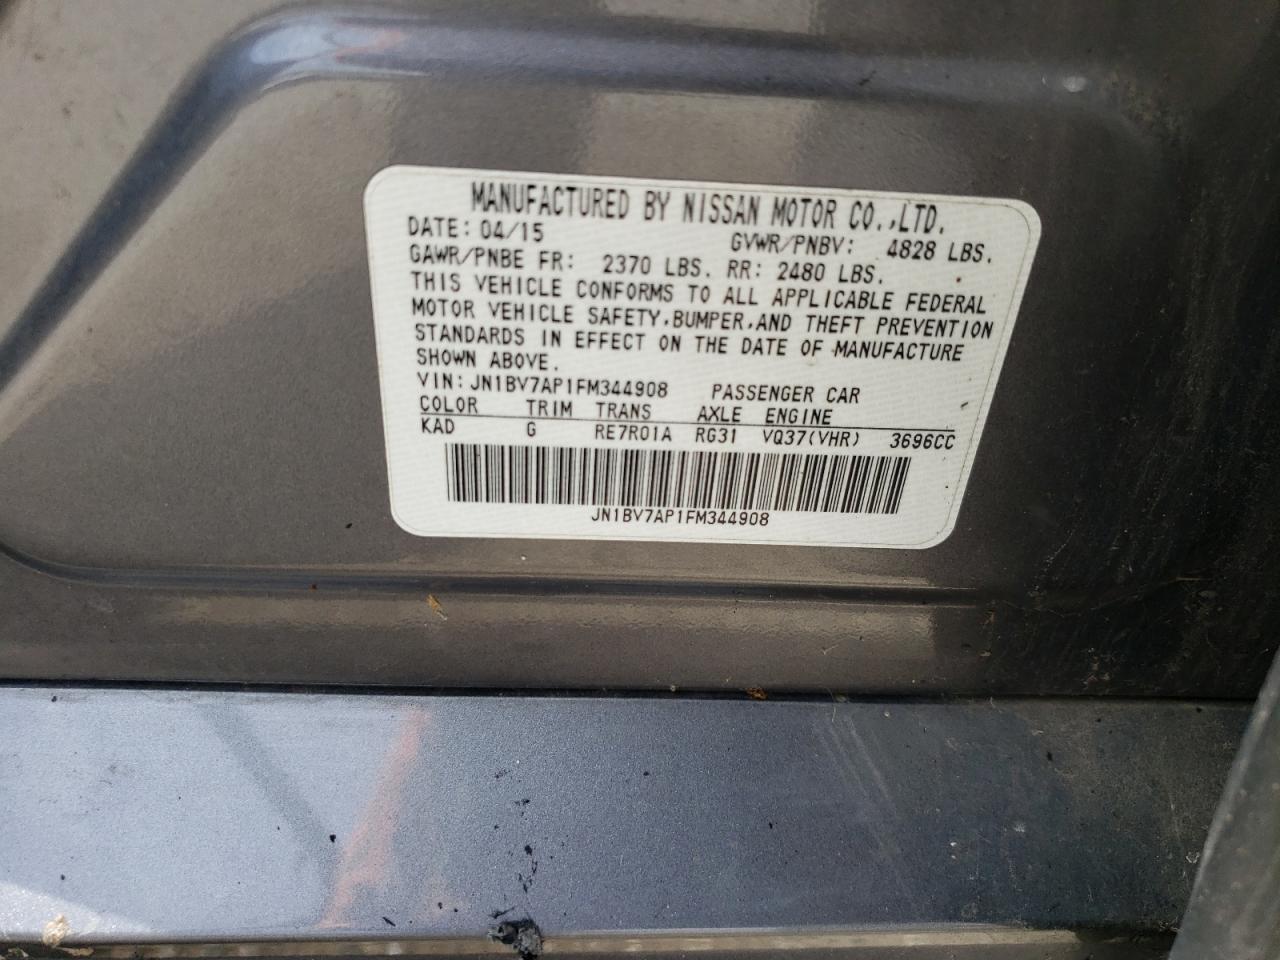 MANUFACTURED BY NISSAN MOTOR CO.,LTD.
DATE: 04/15 GVWR/PNBV: 4828 LBS.
GAWR/PNBE FR: 2370 LBS. RR: 2480 LBS.
THIS VEHICLE CONFORMS TO ALL APPLICABLE FEDERAL
MOTOR VEHICLE SAFETY,BUMPER,AND THEFT PREVENTION
STANDARDS IN EFFECT ON THE DATE OF MANUFACTURE
SHOWN ABOVE.
VIN: JN1BV7AP1FM344908 PASSENGER CAR
COLOR TRIM TRANS AXLE ENGINE
KAD G RE7R01A RG31 VQ37(VHR) 3696CC
JN1BV7AP1FM344908